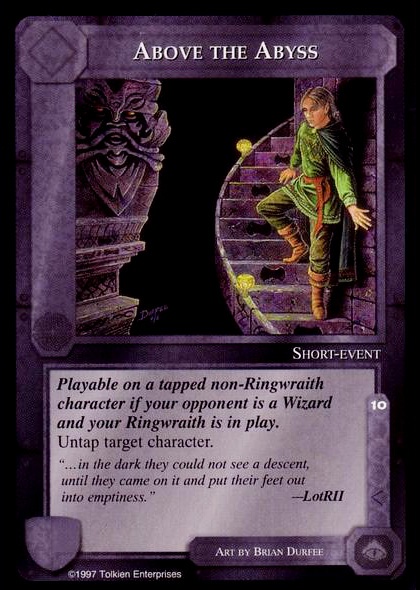 ABOVE THE ABYSS
DURFEE
SHORT-EVENT
Playable on a tapped non-Ringwraith
character if your opponent is a Wizard
and your Ringwraith is in play.
Untap target character.
10
“...in the dark they could not see a descent,
until they came on it and put their feet out
into emptiness.” —LotRII
ART BY BRIAN DURFEE
©1997 Tolkien Enterprises